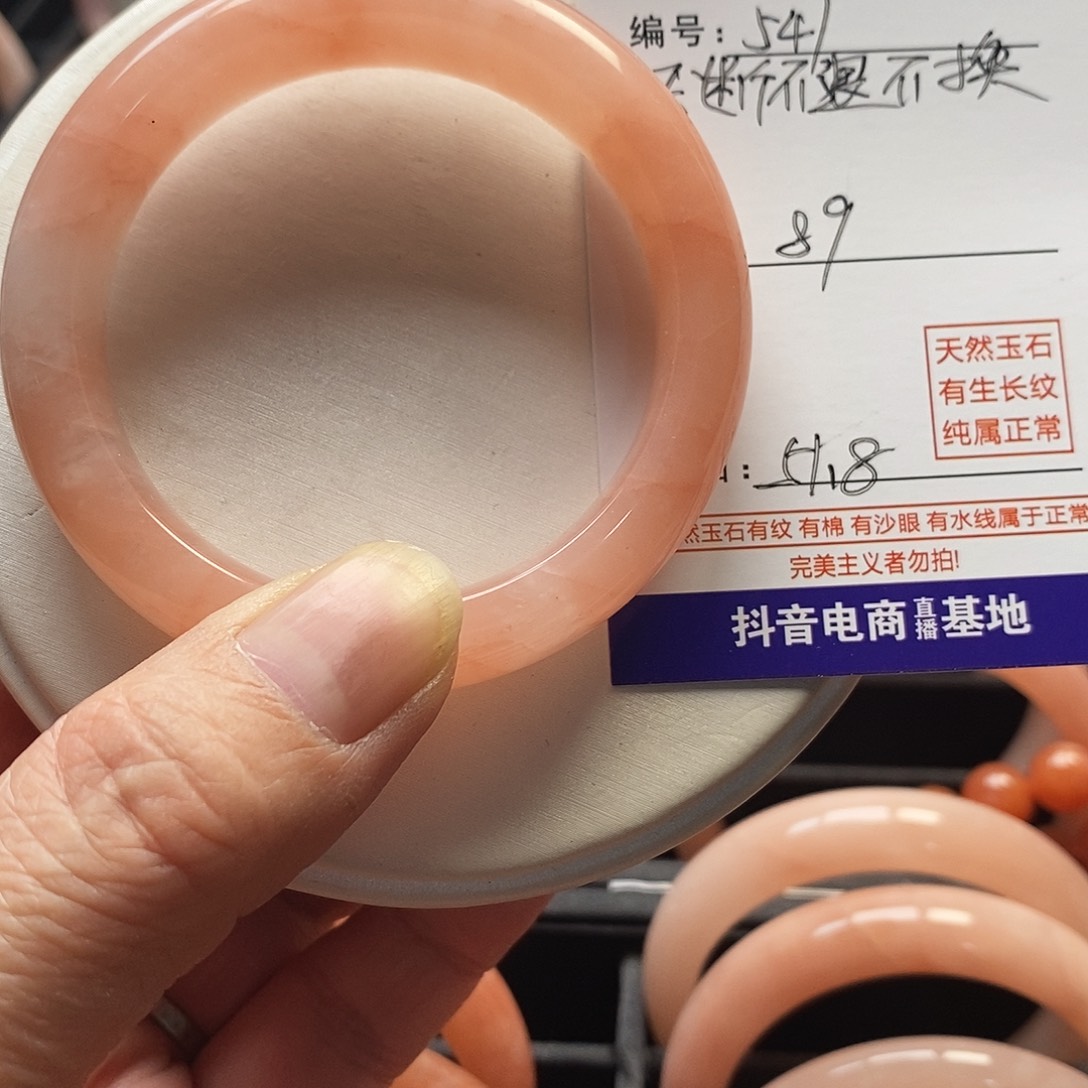 编号：541
不断不退不换
89
天然玉石
有生长纹
纯属正常
：51.8
然玉石有纹 有棉 有沙眼 有水线属于正常
完美主义者勿拍!
抖音电商直播基地